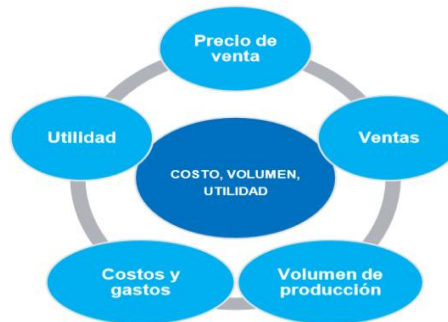 Precio de
venta
Utilidad
Ventas
COSTO, VOLUMEN,
UTILIDAD
Costos y
gastos
Volumen de
producción